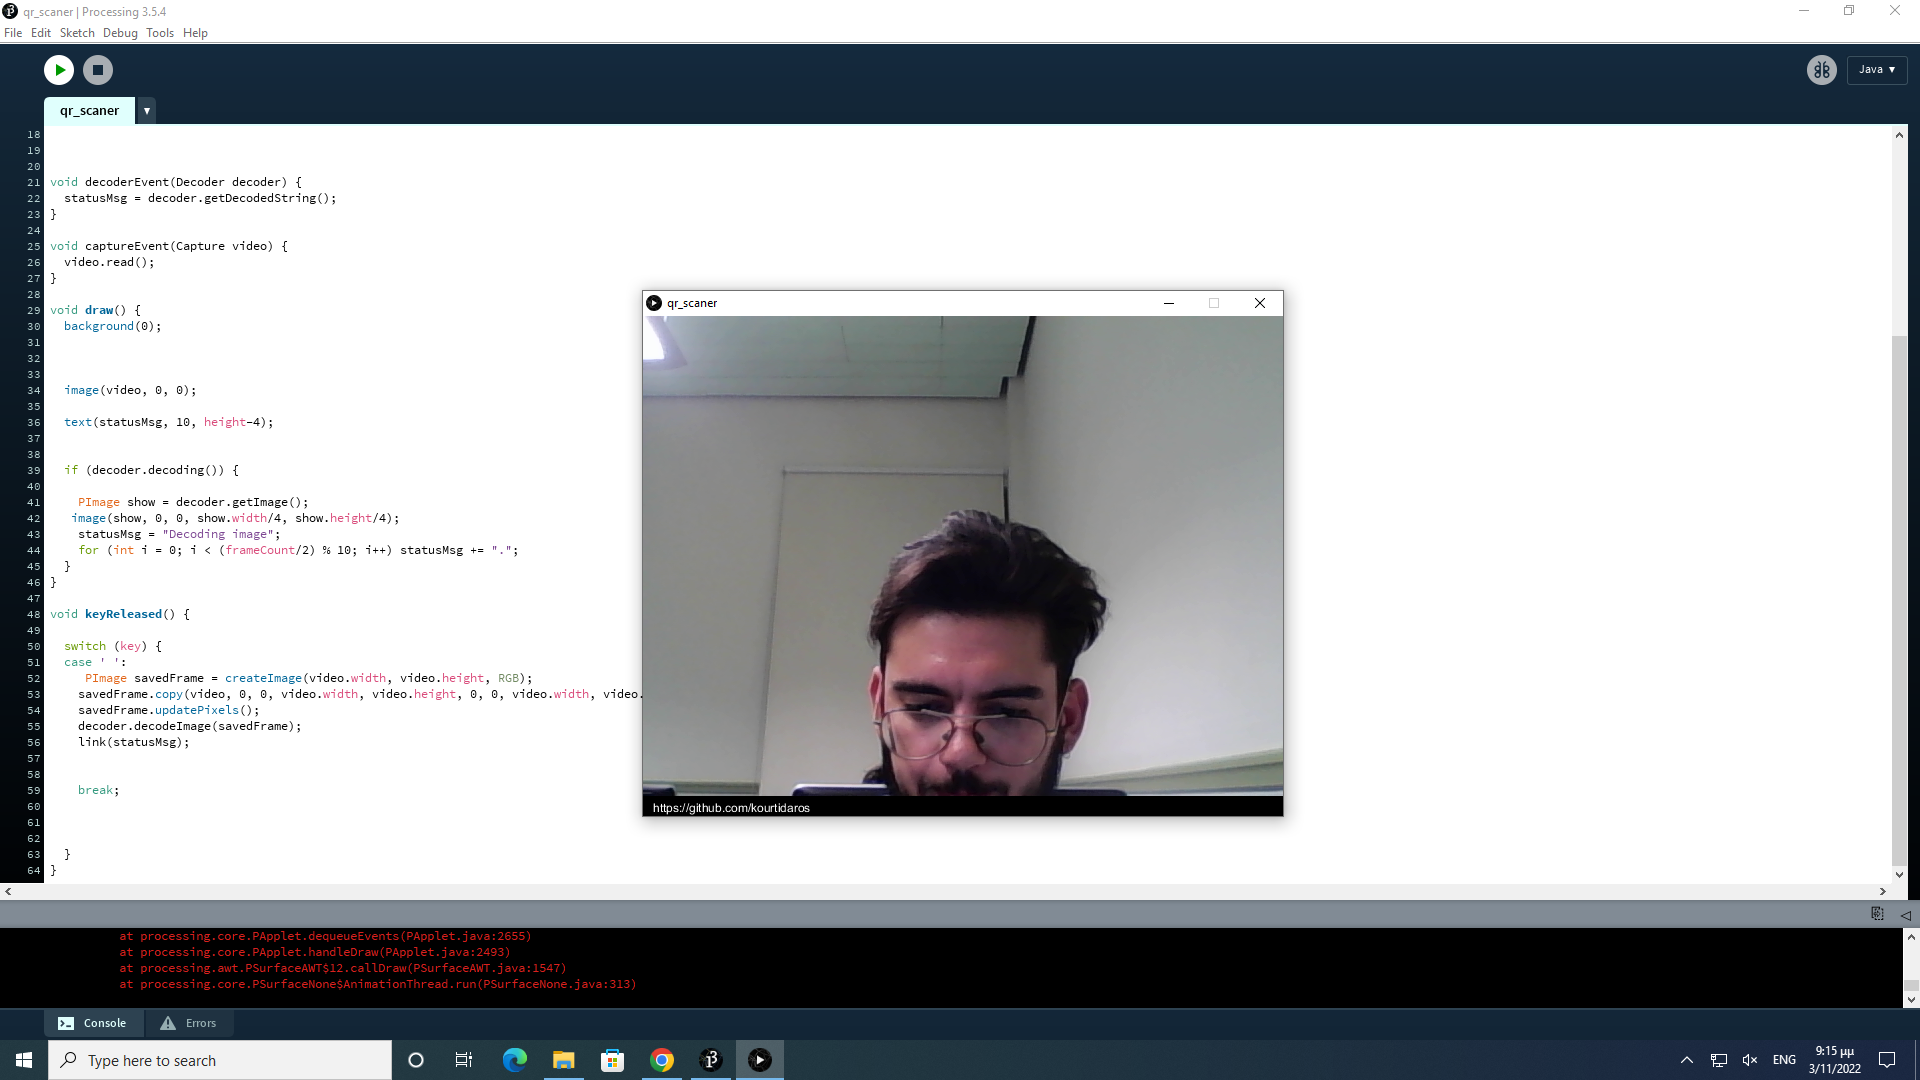 qr_scaner | Processing 3.5.4
File Edit Sketch Debug Tools Help
Java ▾
qr_scaner ▾
18
19
20
21 void decoderEvent(Decoder decoder) {
22 statusMsg = decoder.getDecodedString();
23 }
24
25 void captureEvent(Capture video) {
26 video.read();
27 }
28
29 void draw() {
30 background(0);
31
32
33
34 image(video, 0, 0);
35
36 text(statusMsg, 10, height-4);
37
38
39 if (decoder.decoding()) {
40
41 PImage show = decoder.getImage();
42 image(show, 0, 0, show.width/4, show.height/4);
43 statusMsg = "Decoding image";
44 for (int i = 0; i < (frameCount/2) % 10; i++) statusMsg += ".";
45 }
46 }
47
48 void keyReleased() {
49
50 switch (key) {
51 case ' ':
52 PImage savedFrame = createImage(video.width, video.height, RGB);
53 savedFrame.copy(video, 0, 0, video.width, video.height, 0, 0, video.width, video.
54 savedFrame.updatePixels();
55 decoder.decodeImage(savedFrame);
56 link(statusMsg);
57
58
59 break;
60
61
62
63 }
64 }
qr_scaner
https://github.com/kourtidaros
at processing.core.PApplet.dequeueEvents(PApplet.java:2655)
at processing.core.PApplet.handleDraw(PApplet.java:2493)
at processing.awt.PSurfaceAWT$12.callDraw(PSurfaceAWT.java:1547)
at processing.core.PSurfaceNone$AnimationThread.run(PSurfaceNone.java:313)
Console Errors
Type here to search
ENG
9:15 μμ
3/11/2022